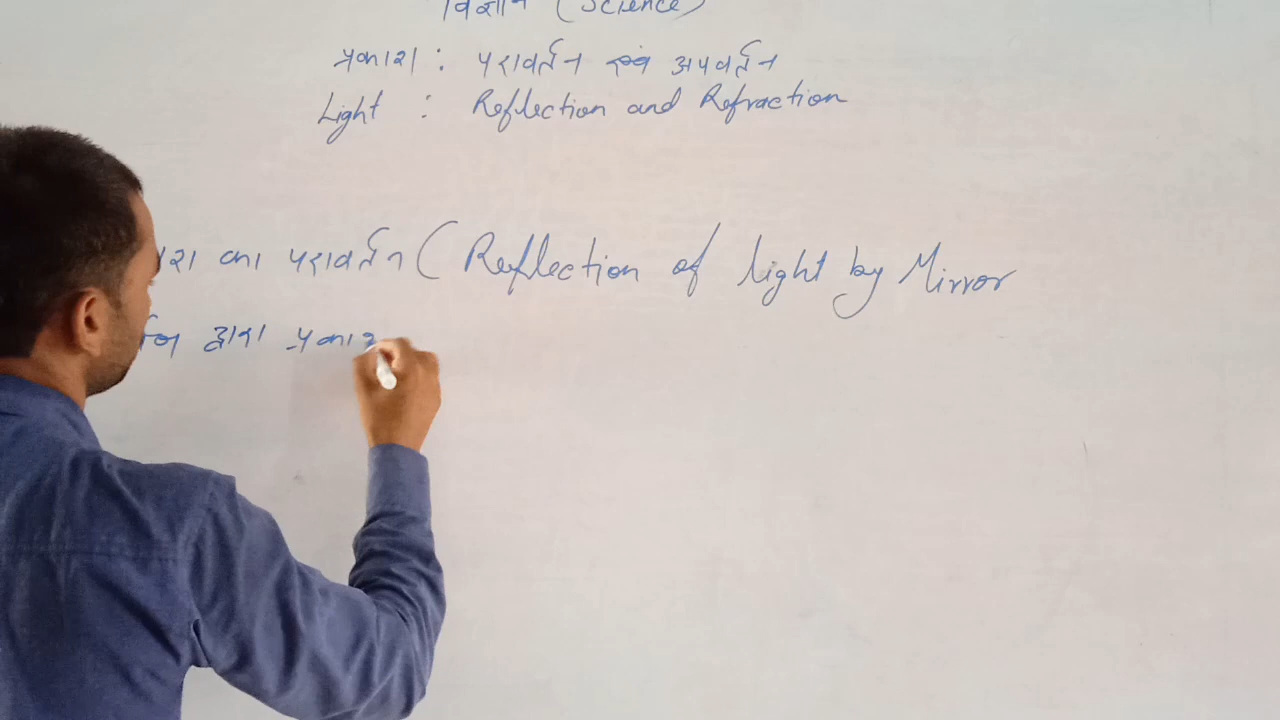 विज्ञान (Science)
प्रकाश : परावर्तन एवं अपवर्तन
Light : Reflection and Refraction
का परावर्तन ( Reflection of light by Mirror
द्वारा प्रकाश